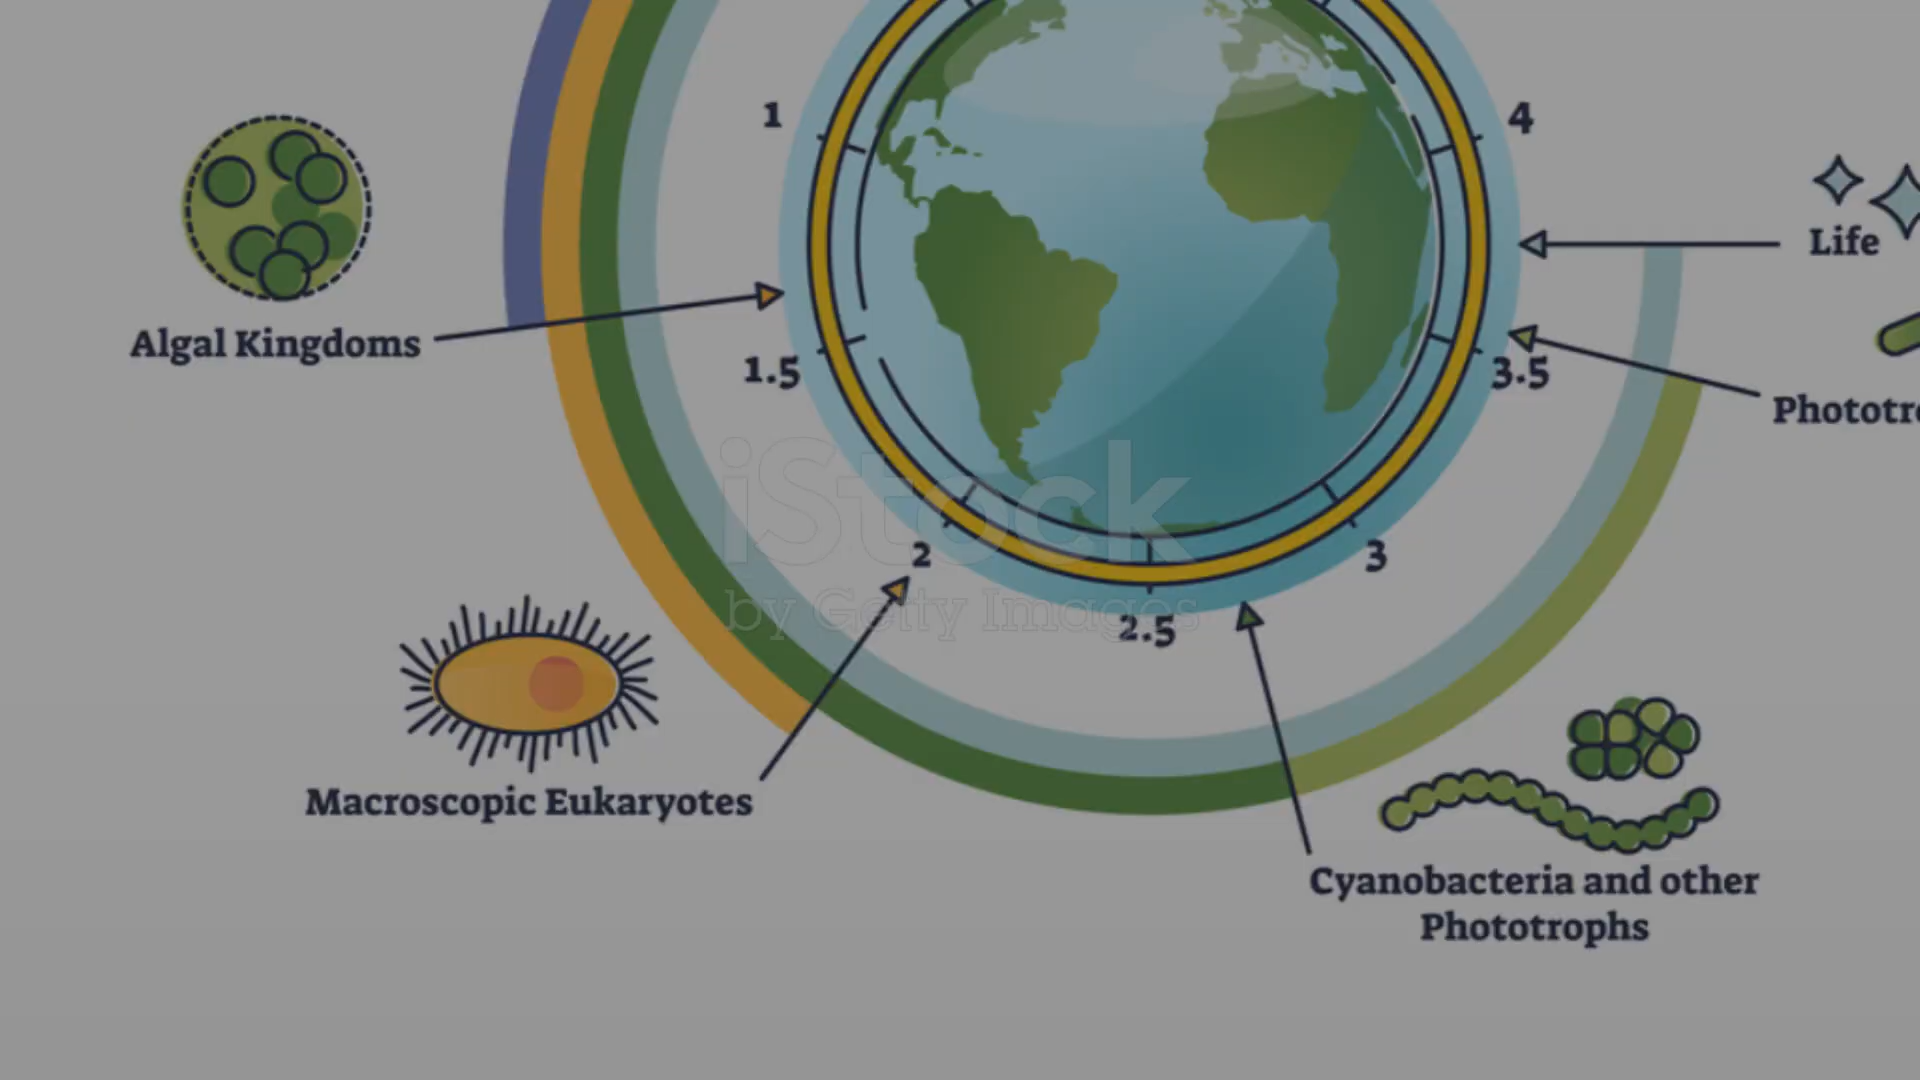 1
4
Life
Algal Kingdoms
1.5
3.5
2
3
iStock
by Getty Images
2.5
Macroscopic Eukaryotes
Cyanobacteria and other
Phototrophs